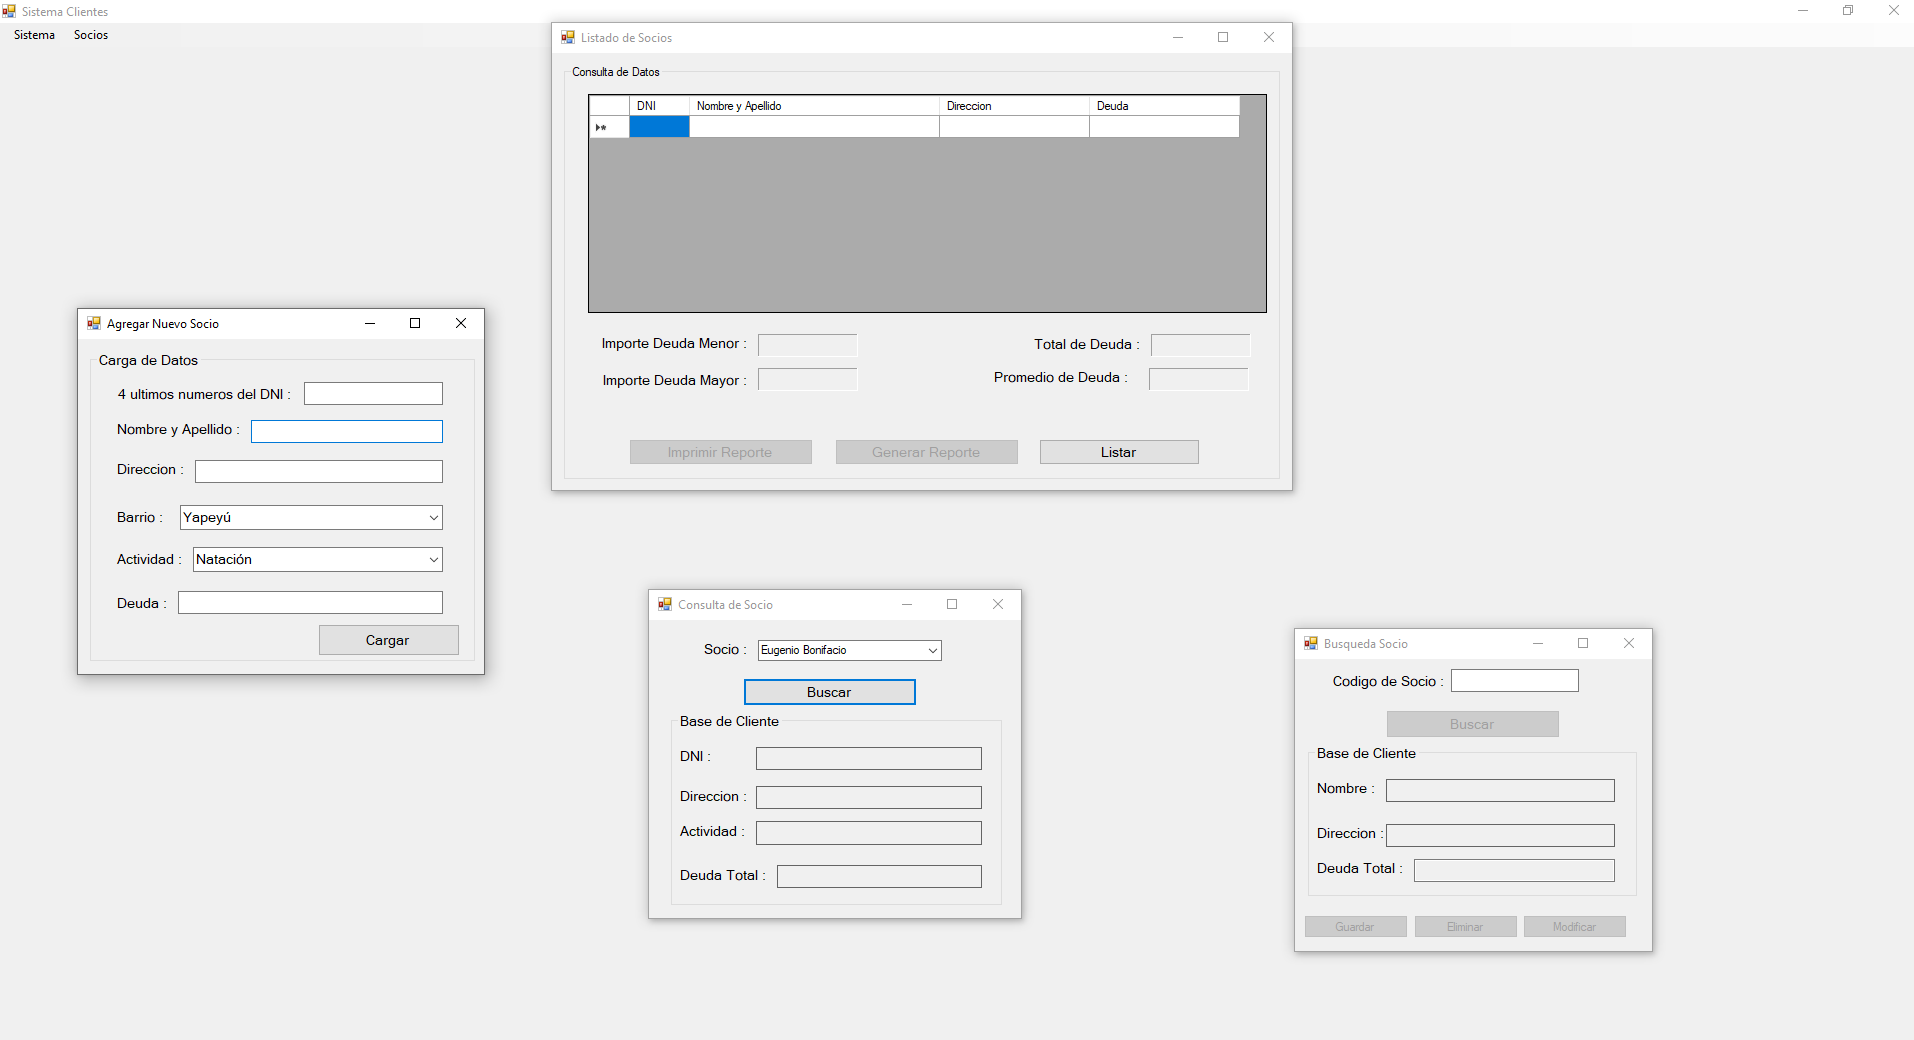 Sistema Clientes
Sistema Socios
Listado de Socios
Consulta de Datos
DNI Nombre y Apellido Direccion Deuda
Importe Deuda Menor :
Total de Deuda :
Importe Deuda Mayor :
Promedio de Deuda :
Imprimir Reporte
Generar Reporte
Listar
Agregar Nuevo Socio
Carga de Datos
4 ultimos numeros del DNI :
Nombre y Apellido :
Direccion :
Barrio : Yapeyú
Actividad : Natación
Deuda :
Cargar
Consulta de Socio
Socio : Eugenio Bonifacio
Buscar
Base de Cliente
DNI :
Direccion :
Actividad :
Deuda Total :
Busqueda Socio
Codigo de Socio :
Buscar
Base de Cliente
Nombre :
Direccion :
Deuda Total :
Guardar Eliminar Modificar